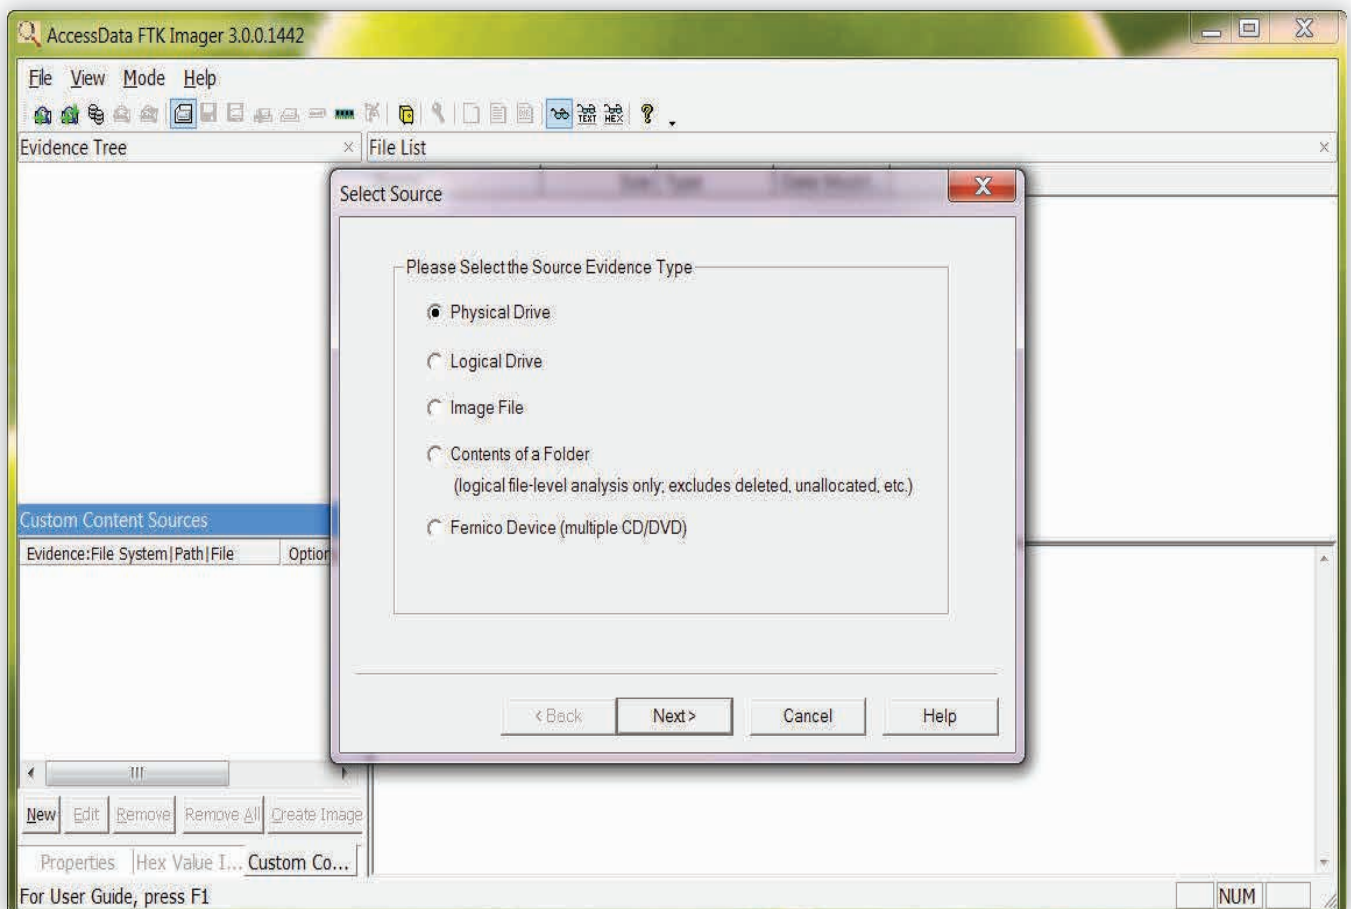 AccessData FTK Imager 3.0.0.1442
File View Mode Help
TEXT HEX
Evidence Tree
File List
Select Source
Please Select the Source Evidence Type
Physical Drive
Logical Drive
Image File
Contents of a Folder
(logical file-level analysis only; excludes deleted, unallocated, etc.)
Fernico Device (multiple CD/DVD)
< Back Next > Cancel Help
Custom Content Sources
Evidence:File System|Path|File Option
New Edit Remove Remove All Create Image
Properties Hex Value I... Custom Co...
For User Guide, press F1
NUM